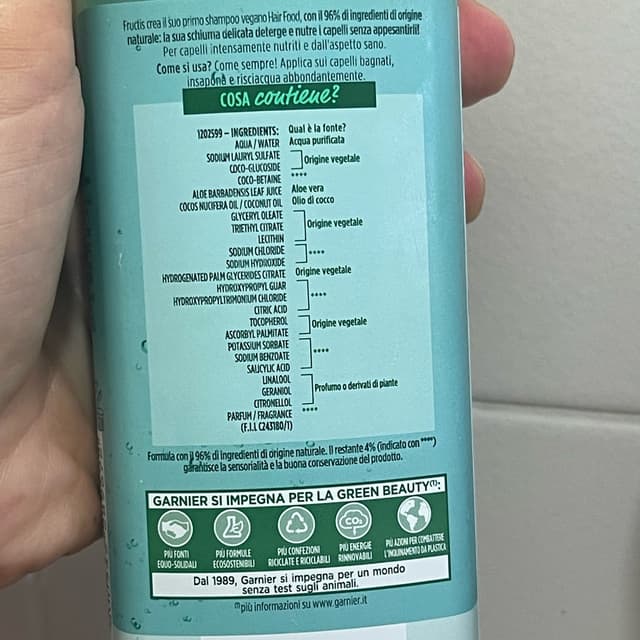 Fructis crea il suo primo shampoo vegano Hair Food, con il 96% di ingredienti di origine
naturale: la sua schiuma delicata deterge e nutre i capelli senza appesantirli!
Per capelli intensamente nutriti e dall'aspetto sano.
Come si usa? Come sempre! Applica sui capelli bagnati,
insapona e risciacqua abbondantemente.
COSA contiene?
1202599 – INGREDIENTS: Qual è la fonte?
AQUA / WATER Acqua purificata
SODIUM LAURYL SULFATE
COCO-GLUCOSIDE Origine vegetale
COCO-BETAINE ****
ALOE BARBADENSIS LEAF JUICE Aloe vera
COCOS NUCIFERA OIL / COCONUT OIL Olio di cocco
GLYCERYL OLEATE
TRIETHYL CITRATE Origine vegetale
LECITHIN
SODIUM CHLORIDE
SODIUM HYDROXIDE ****
HYDROGENATED PALM GLYCERIDES CITRATE Origine vegetale
HYDROXYPROPYL GUAR
HYDROXYPROPYLTRIMONIUM CHLORIDE ****
CITRIC ACID
TOCOPHEROL
ASCORBYL PALMITATE Origine vegetale
POTASSIUM SORBATE
SODIUM BENZOATE ****
SALICYLIC ACID
LINALOOL
GERANIOL Profumo o derivati di piante
CITRONELLOL
PARFUM / FRAGRANCE ****
(F.I.L. C243180/1)
Formula con il 96% di ingredienti di origine naturale. Il restante 4% (indicato con ****)
garantisce la sensorialità e la buona conservazione del prodotto.
GARNIER SI IMPEGNA PER LA GREEN BEAUTY(1):
PIÙ FONTI
EQUO-SOLIDALI
PIÙ FORMULE
ECOSOSTENIBILI
PIÙ CONFEZIONI
RICICLATE E RICICLABILI
CO2
PIÙ ENERGIE
RINNOVABILI
PIÙ AZIONI PER COMBATTERE
L'INQUINAMENTO DA PLASTICA
Dal 1989, Garnier si impegna per un mondo
senza test sugli animali.
(1)più informazioni su www.garnier.it